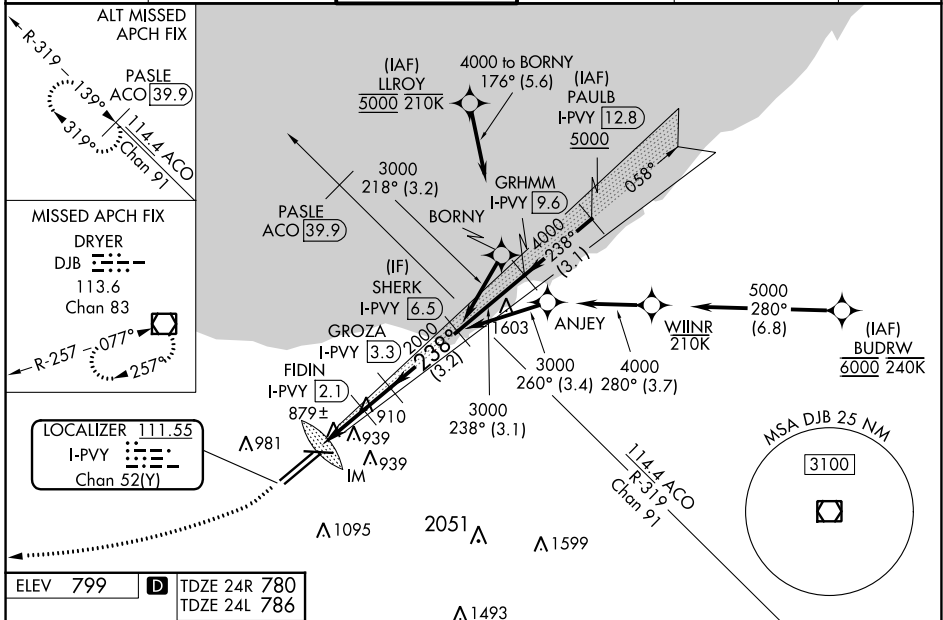 ALT MISSED
APCH FIX
R-319
139°
319°
PASLE
ACO 39.9
114.4 ACO
Chan 91
MISSED APCH FIX
DRYER
DJB
113.6
Chan 83
R-257
077°
257°
LOCALIZER 111.55
I-PVY
Chan 52(Y)
(IAF)
LLROY
5000 210K
4000 to BORNY
176° (5.6)
(IAF)
PAULB
I-PVY 12.8
5000
058°
3000
218° (3.2)
GRHMM
I-PVY 9.6
PASLE
ACO 39.9
BORNY
4000
238°
(3.1)
(IF)
SHERK
I-PVY 6.5
1603
ANJEY
WIINR
210K
5000
280°
(6.8)
(IAF)
BUDRW
6000 240K
GROZA
I-PVY 3.3
2000
238°
(3.2)
3000
260° (3.4)
4000
280° (3.7)
3000
238° (3.1)
FIDIN
I-PVY 2.1
879±
910
981
939
939
IM
114.4 ACO
R-319
Chan 91
MSA DJB 25 NM
3100
1095
2051
1599
1493
ELEV 799
D
TDZE 24R 780
TDZE 24L 786